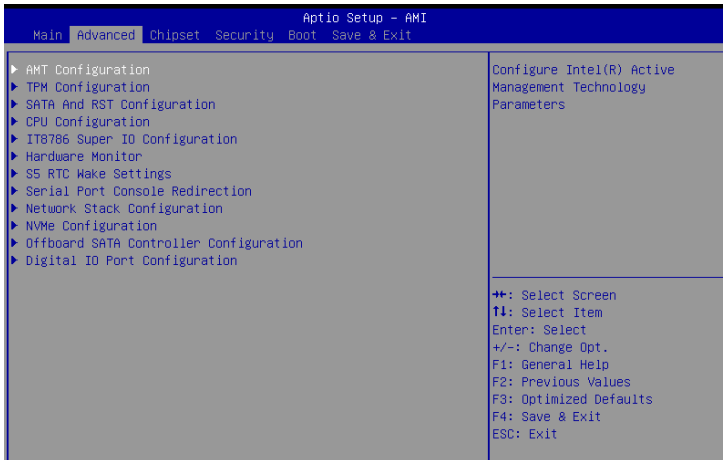 Aptio Setup – AMI
Main Advanced Chipset Security Boot Save & Exit
AMT Configuration
TPM Configuration
SATA And RST Configuration
CPU Configuration
IT8786 Super IO Configuration
Hardware Monitor
S5 RTC Wake Settings
Serial Port Console Redirection
Network Stack Configuration
NVMe Configuration
Offboard SATA Controller Configuration
Digital IO Port Configuration
Configure Intel(R) Active
Management Technology
Parameters
→←: Select Screen
↑↓: Select Item
Enter: Select
+/-: Change Opt.
F1: General Help
F2: Previous Values
F3: Optimized Defaults
F4: Save & Exit
ESC: Exit